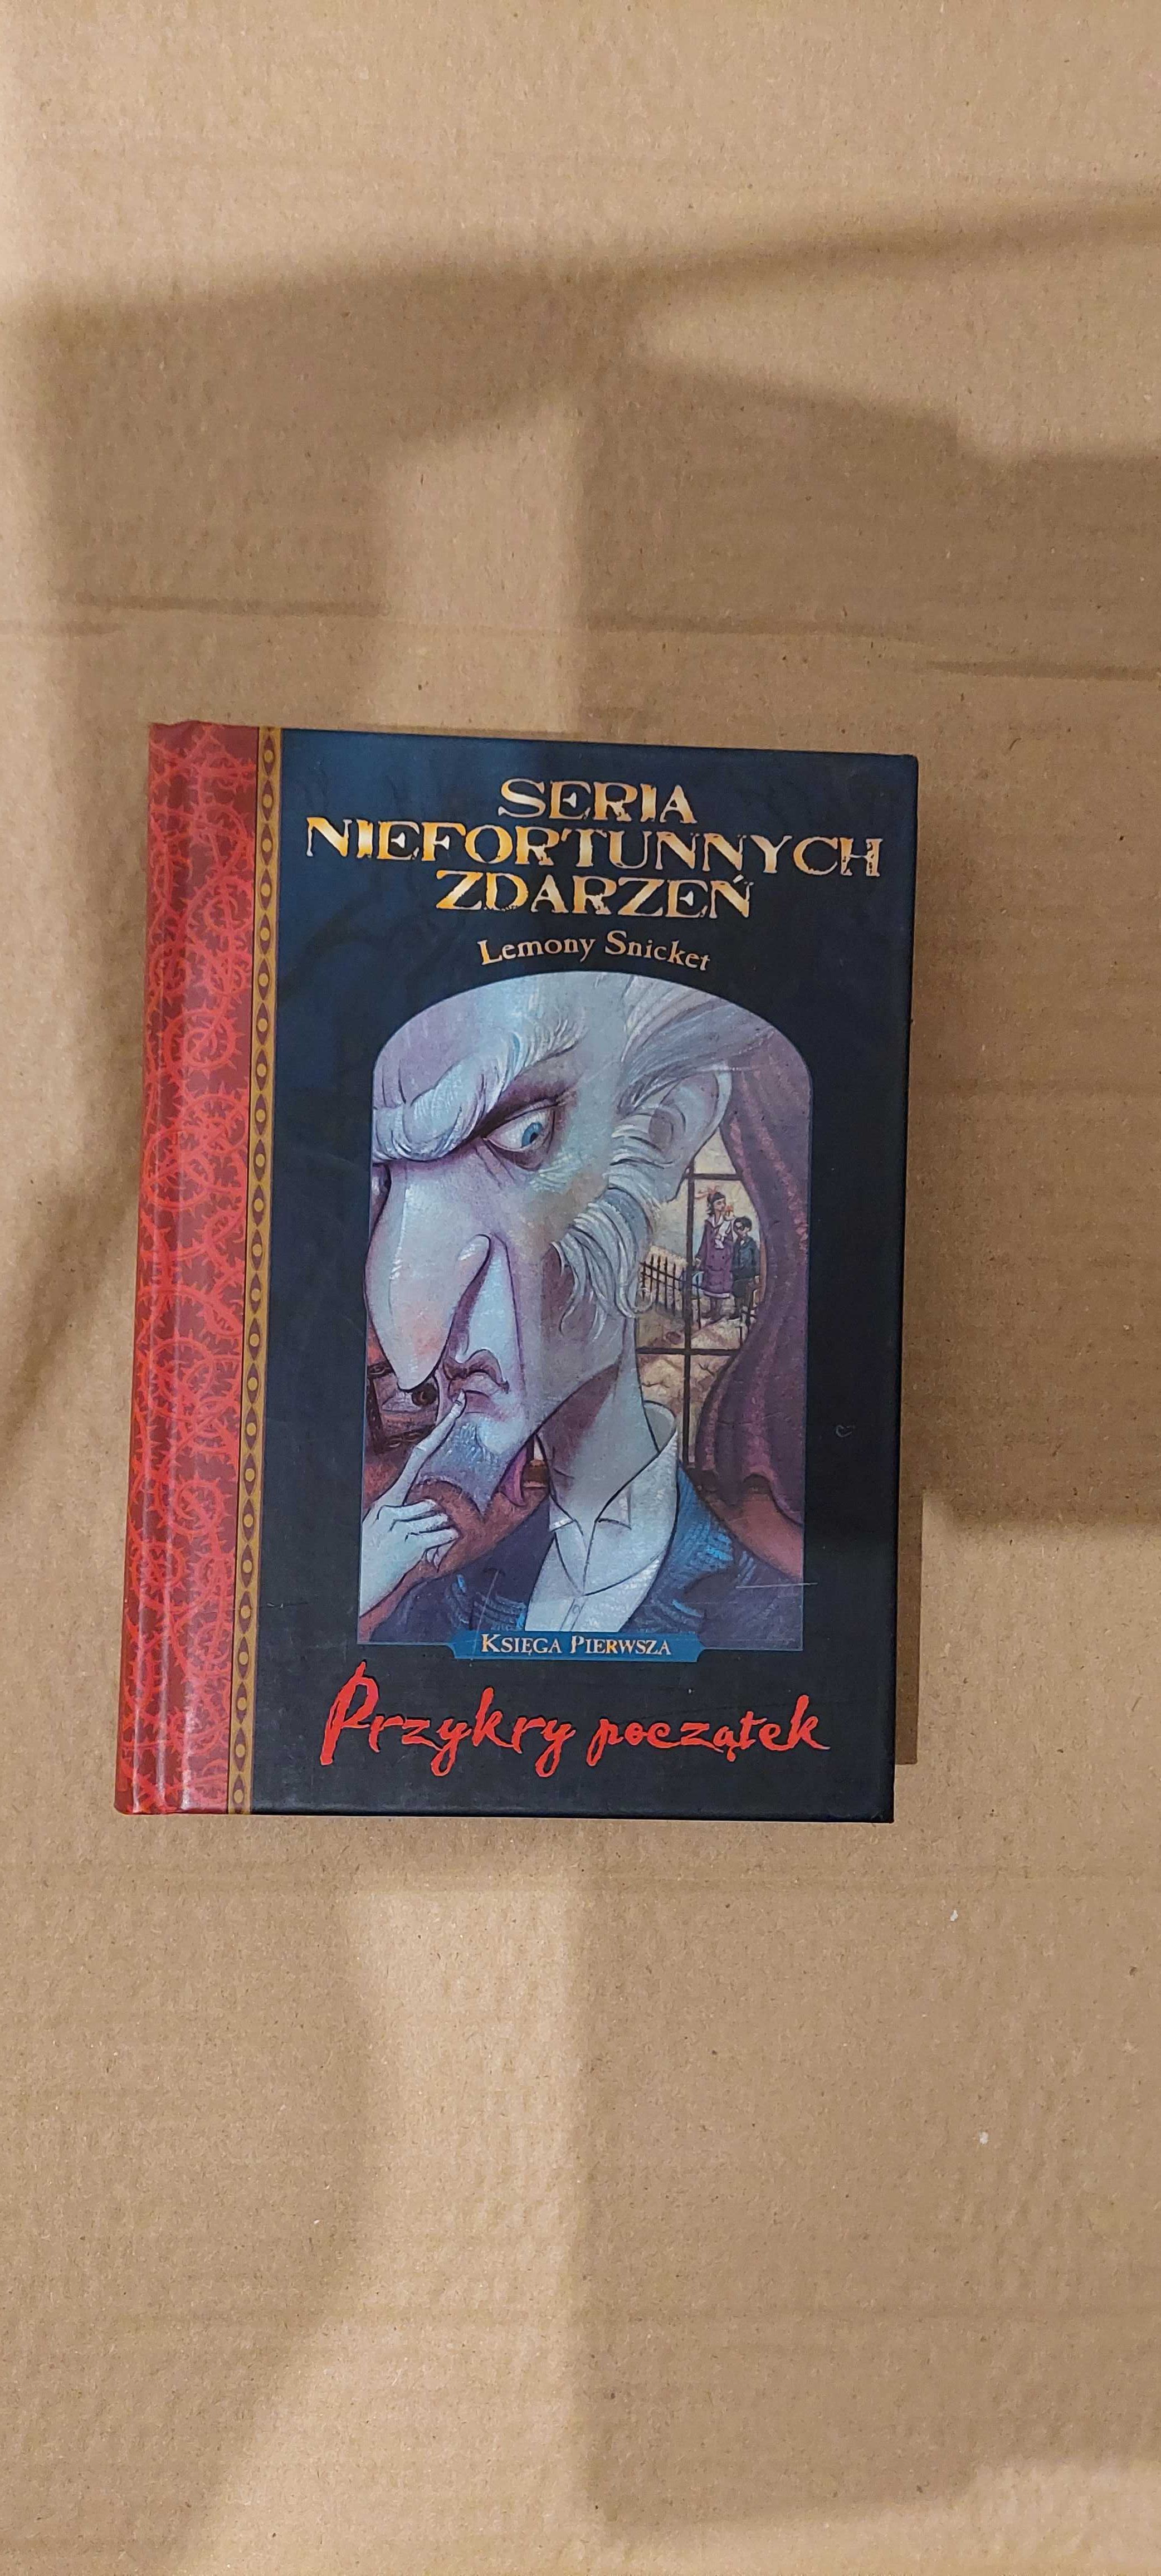 SERIA
NIEFORTUNNYCH
ZDARZEŃ
Lemony Snicket
KSIĘGA PIERWSZA
Przykry początek